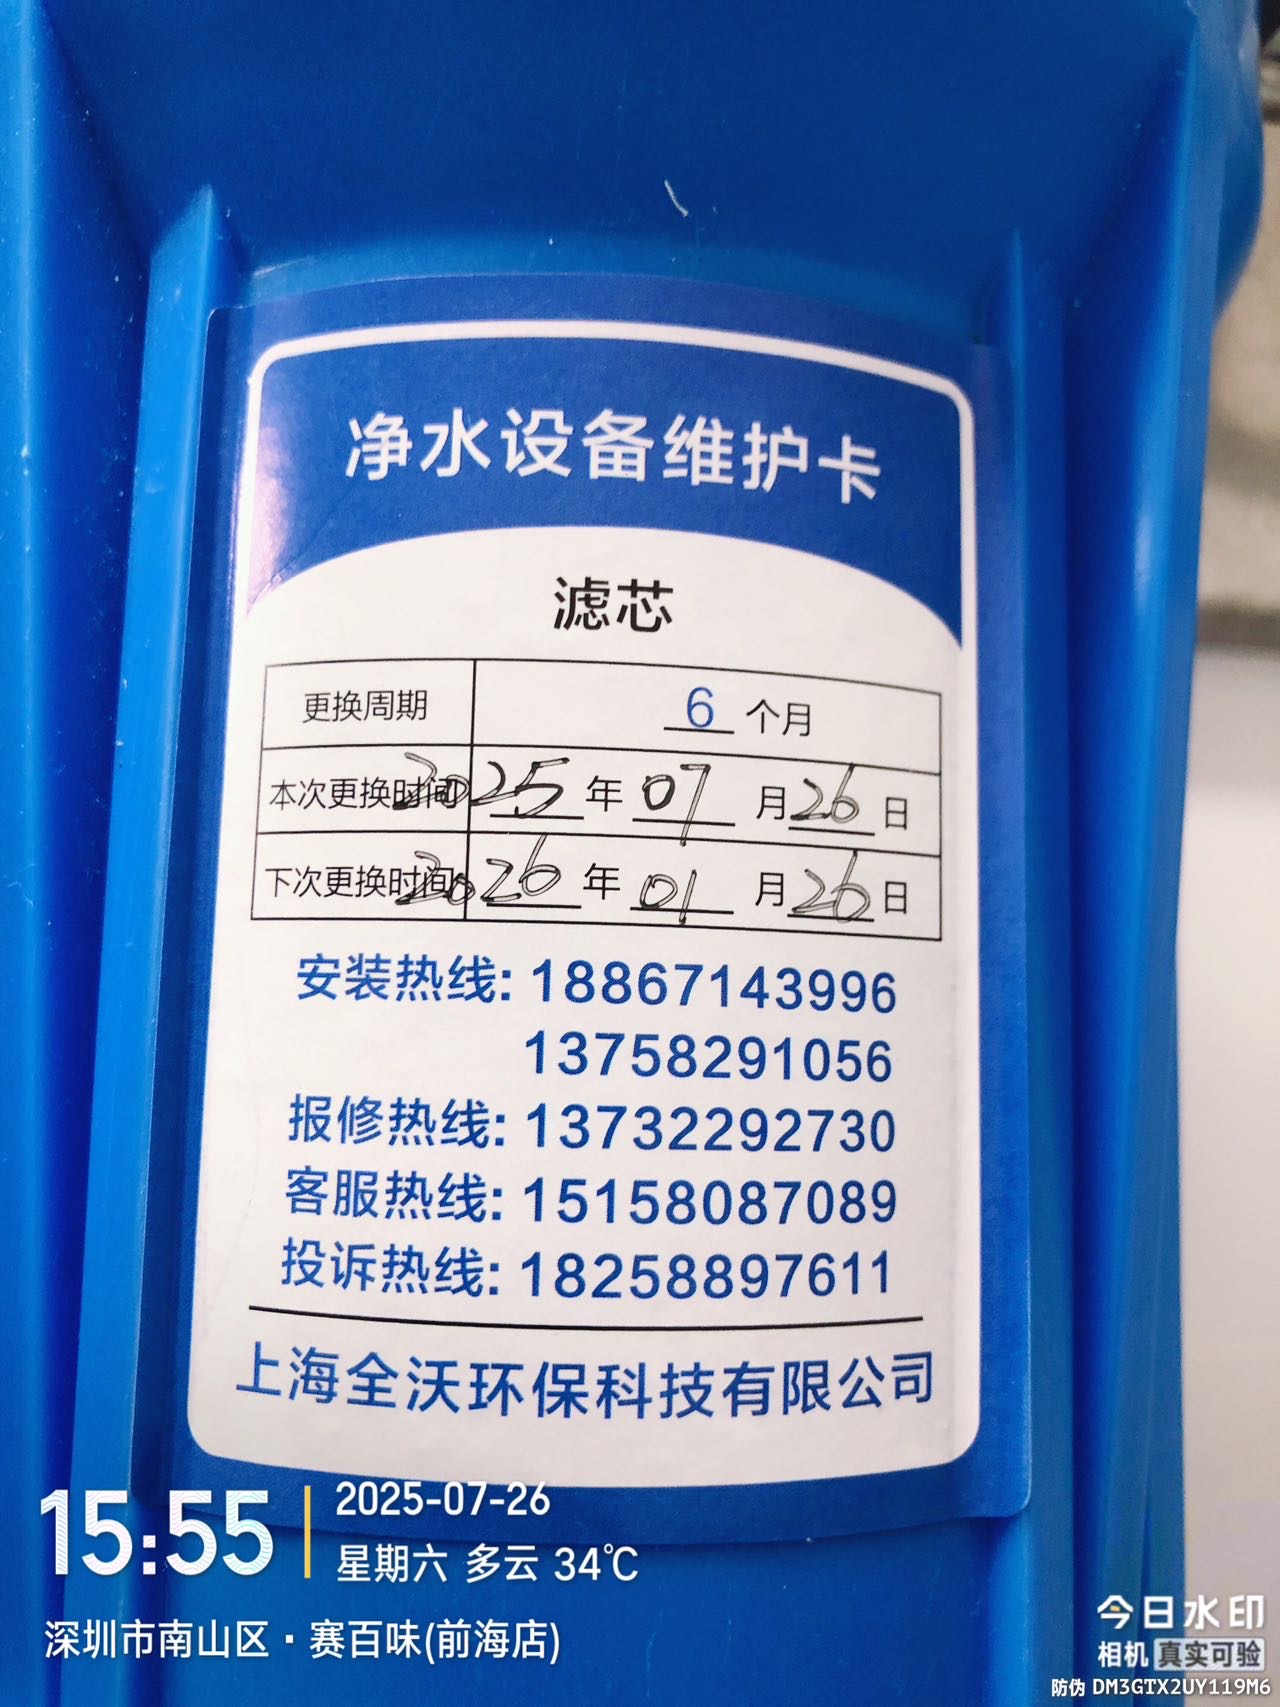 净水设备维护卡
滤芯
更换周期 6 个月
本次更换时间 2025 年 07 月 26 日
下次更换时间 2026 年 01 月 26 日
安装热线: 18867143996
13758291056
报修热线: 13732292730
客服热线: 15158087089
投诉热线: 18258897611
上海全沃环保科技有限公司
15:55
2025-07-26
星期六 多云 34℃
深圳市南山区·赛百味(前海店)
今日水印
相机 真实可验
防伪 DM3GTX2UY119M6